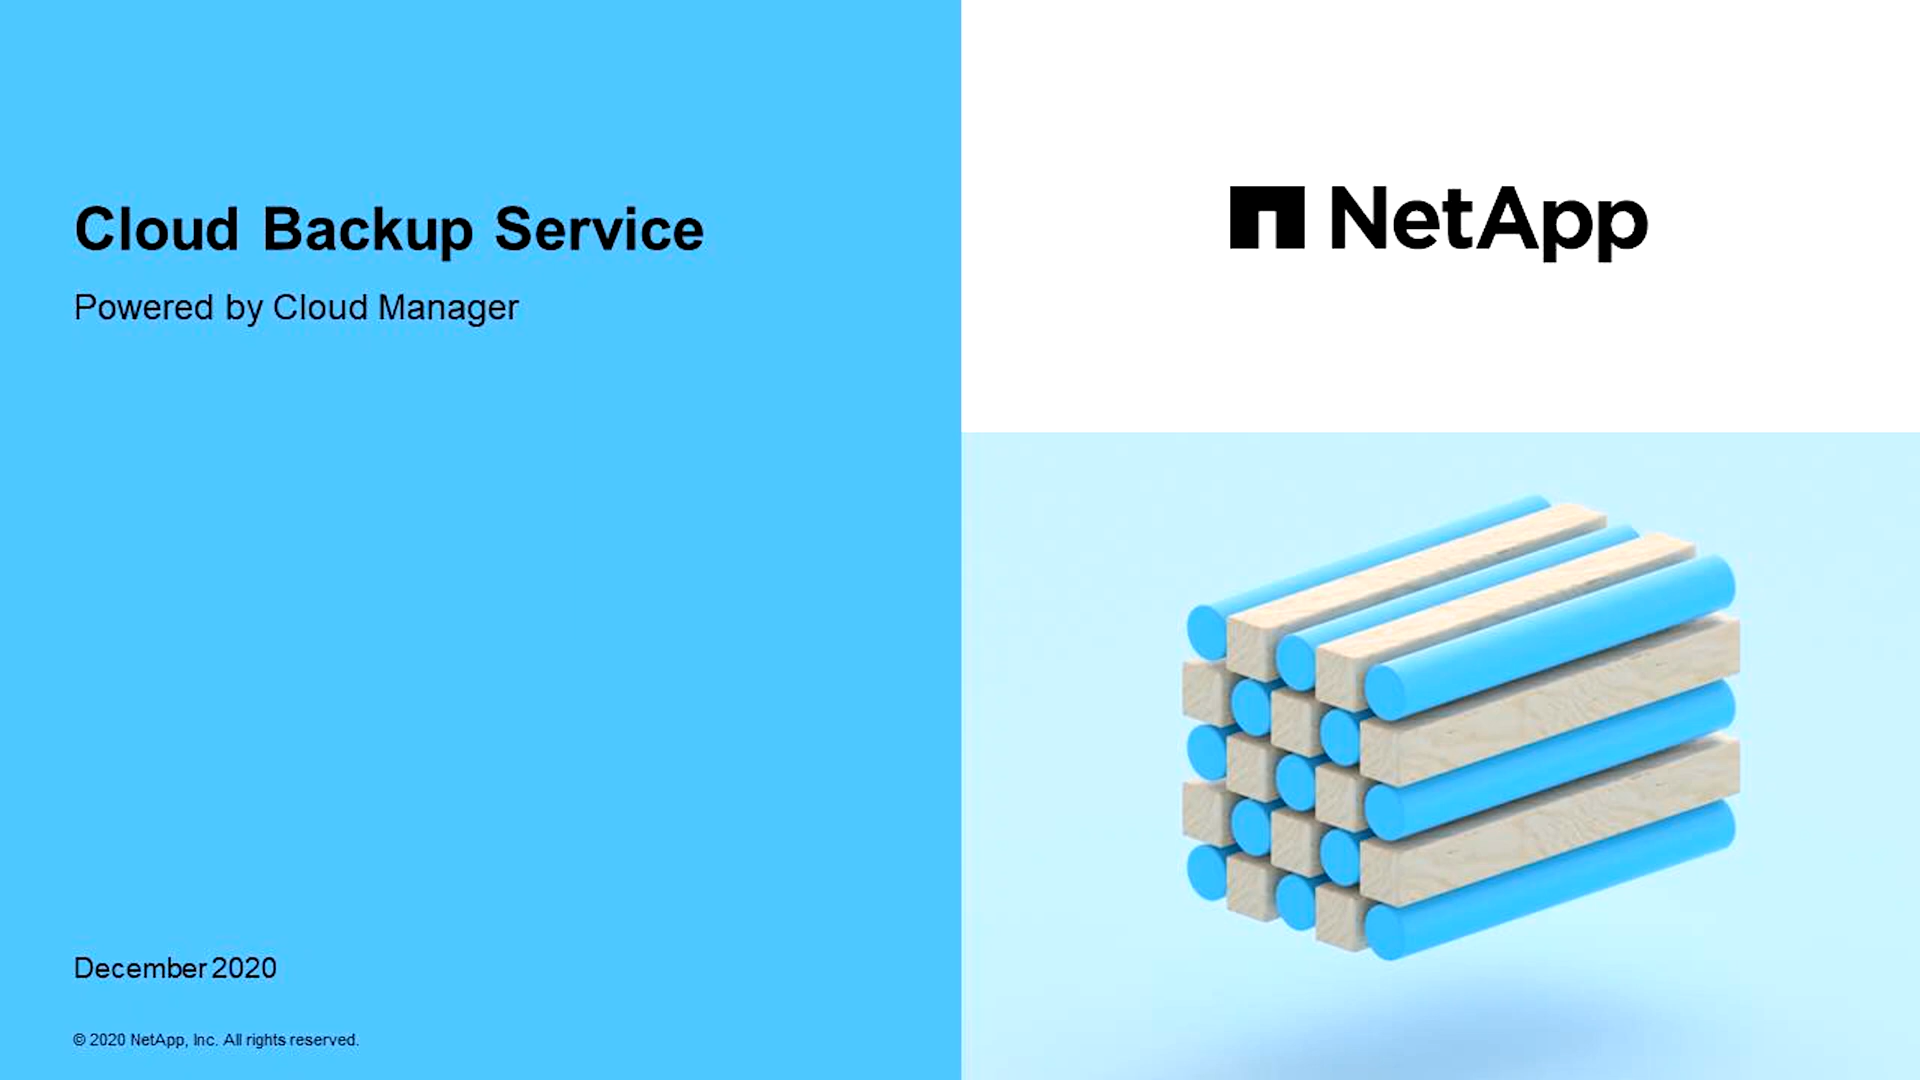 Cloud Backup Service
Powered by Cloud Manager
December 2020
© 2020 NetApp, Inc. All rights reserved.
NetApp